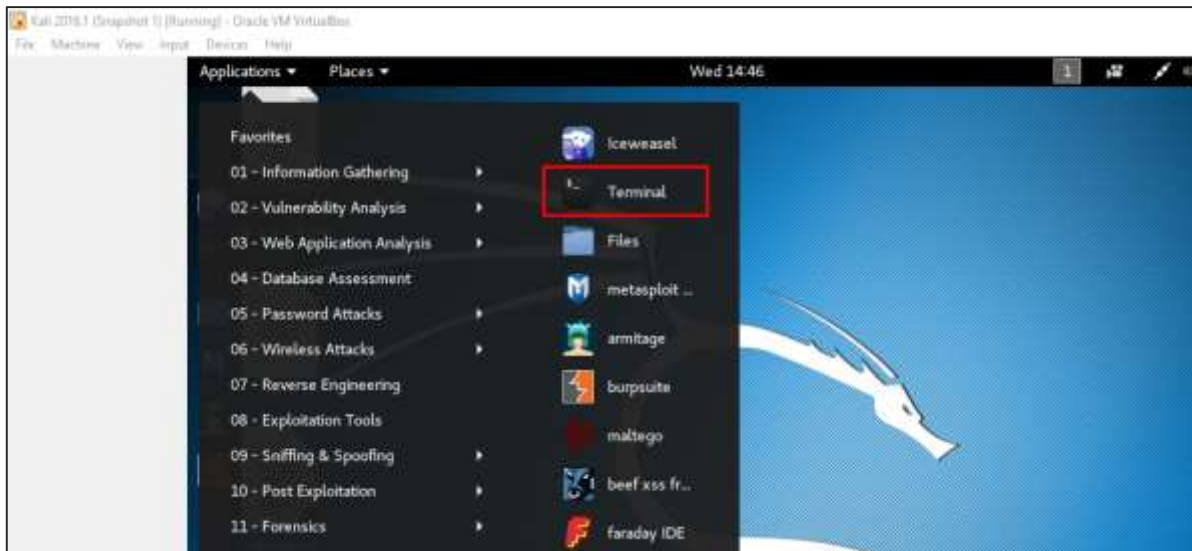 Kali 2016.1 (Snapshot 1) [Running] - Oracle VM VirtualBox
File Machine View Input Devices Help
Applications Places Wed 14:46 1
Favorites
01 - Information Gathering
02 - Vulnerability Analysis
03 - Web Application Analysis
04 - Database Assessment
05 - Password Attacks
06 - Wireless Attacks
07 - Reverse Engineering
08 - Exploitation Tools
09 - Sniffing & Spoofing
10 - Post Exploitation
11 - Forensics
Iceweasel
Terminal
Files
metasploit ...
armitage
burpsuite
maltego
beef xss fr...
faraday IDE